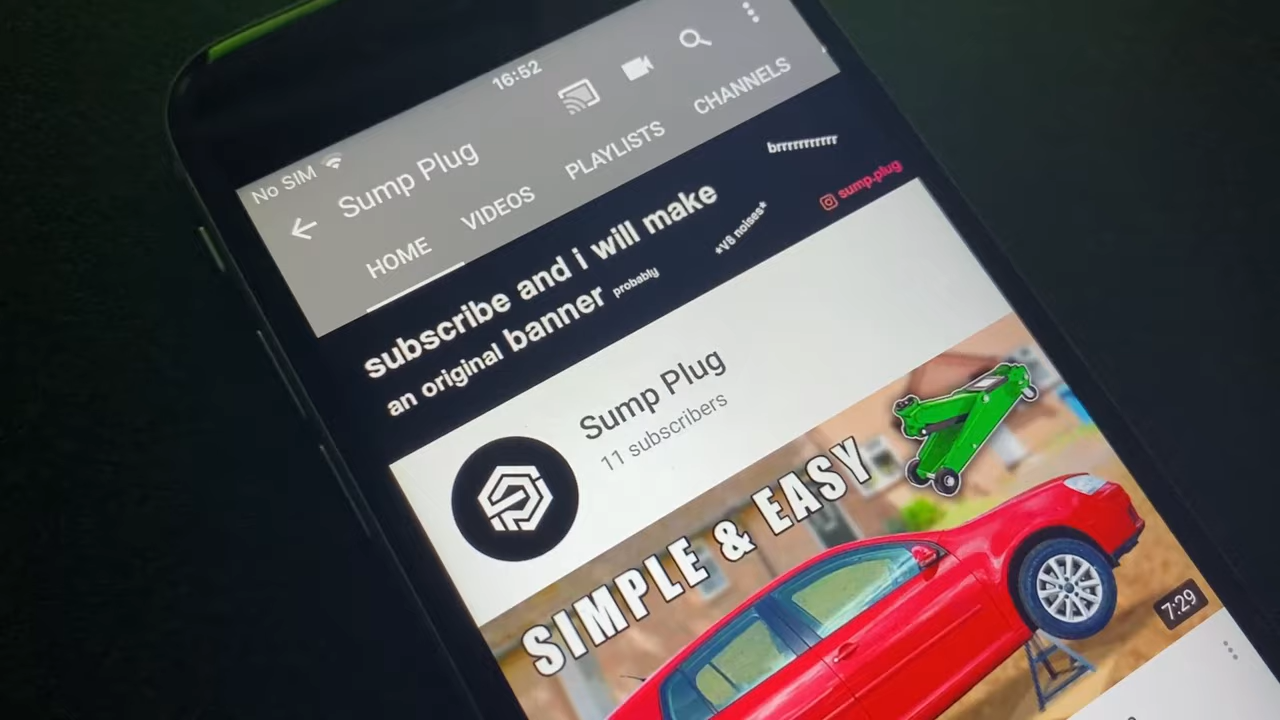 No SIM 16:52
Sump Plug
HOME VIDEOS PLAYLISTS CHANNELS
subscribe and i will make
an original banner probably
*V8 noises*
brrrrrrrrrrr
sump.plug
Sump Plug
11 subscribers
SIMPLE & EASY
7:29